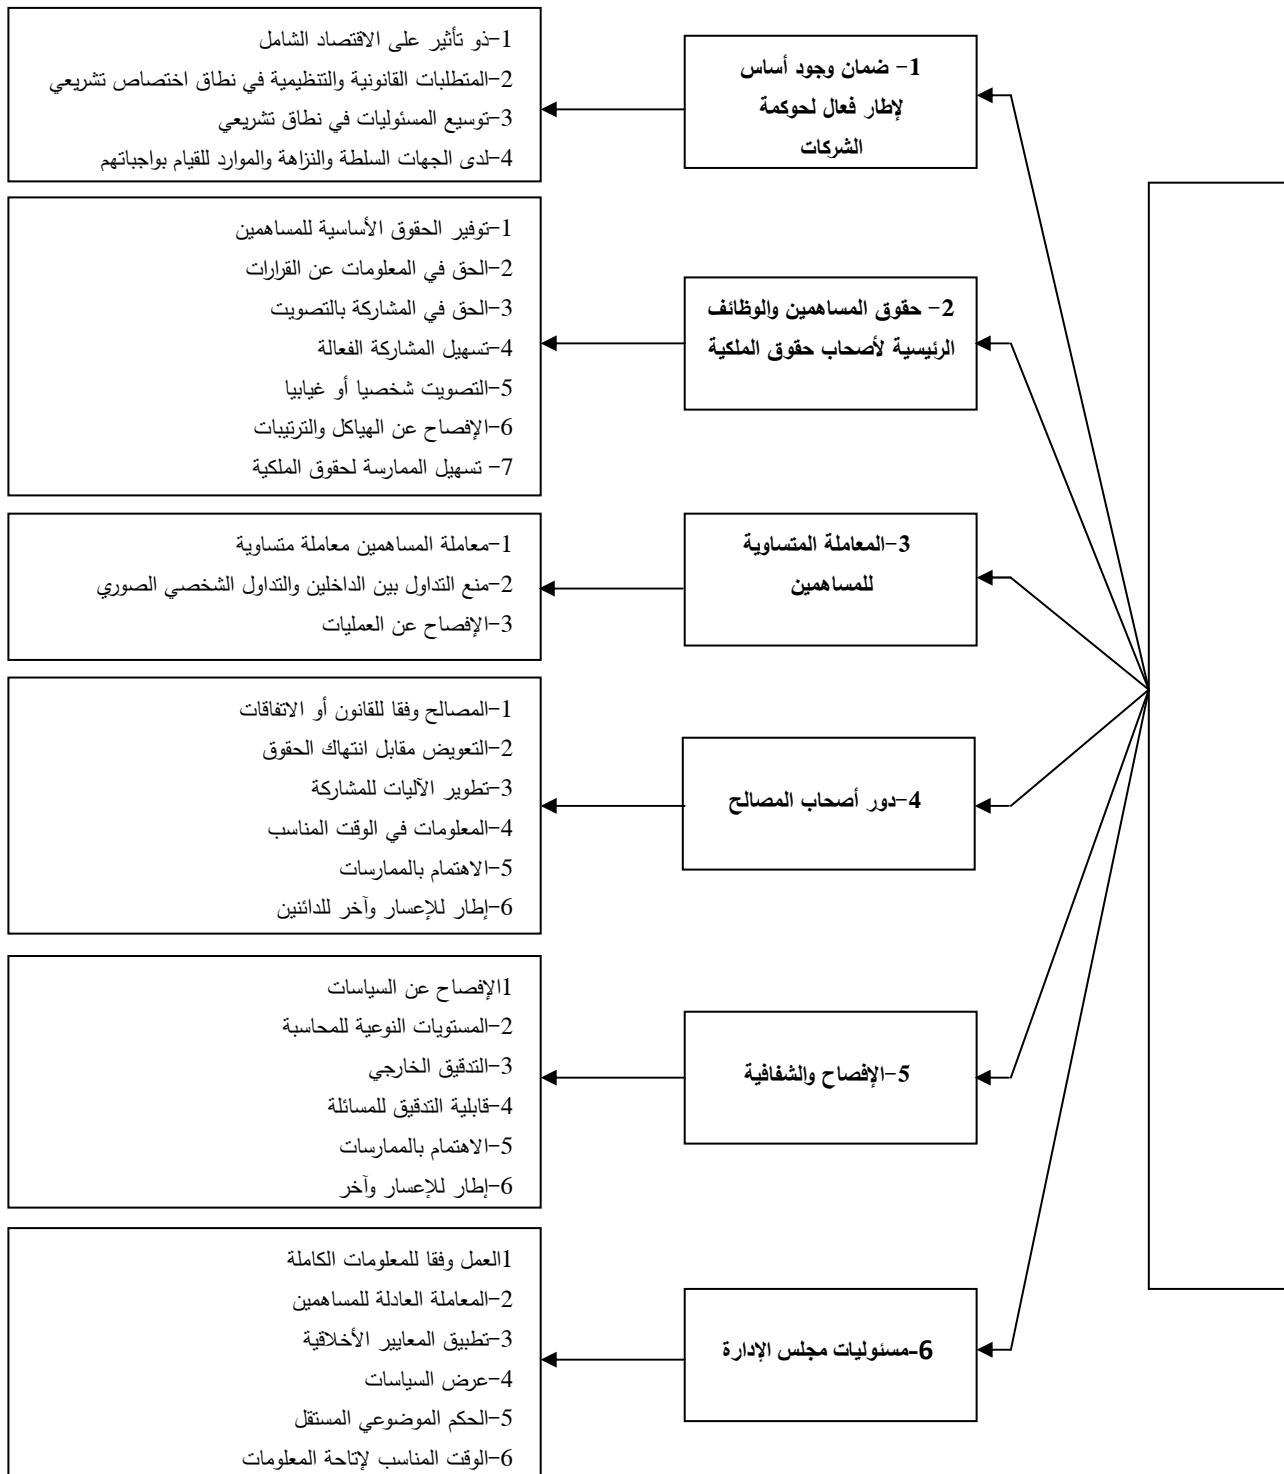 1- ضمان وجود أساس
لإطار فعال لحوكمة
الشركات
1-ذو تأثير على الاقتصاد الشامل
2-المتطلبات القانونية والتنظيمية في نطاق اختصاص تشريعي
3-توسيع المسئوليات في نطاق تشريعي
4-لدى الجهات السلطة والنزاهة والموارد للقيام بواجباتهم
2- حقوق المساهمين والوظائف
الرئيسية لأصحاب حقوق الملكية
1-توفير الحقوق الأساسية للمساهمين
2-الحق في المعلومات عن القرارات
3-الحق في المشاركة بالتصويت
4-تسهيل المشاركة الفعالة
5-التصويت شخصيا أو غيابيا
6-الإفصاح عن الهياكل والترتيبات
7- تسهيل الممارسة لحقوق الملكية
3-المعاملة المتساوية
للمساهمين
1-معاملة المساهمين معاملة متساوية
2-منع التداول بين الداخلين والتداول الشخصي الصوري
3-الإفصاح عن العمليات
4-دور أصحاب المصالح
1-المصالح وفقا للقانون أو الاتفاقات
2-التعويض مقابل انتهاك الحقوق
3-تطوير الآليات للمشاركة
4-المعلومات في الوقت المناسب
5-الاهتمام بالممارسات
6-إطار للإعسار وآخر للدائنين
5-الإفصاح والشفافية
1الإفصاح عن السياسات
2-المستويات النوعية للمحاسبة
3-التدقيق الخارجي
4-قابلية التدقيق للمسائلة
5-الاهتمام بالممارسات
6-إطار للإعسار وآخر
6-مسئوليات مجلس الإدارة
1العمل وفقا للمعلومات الكاملة
2-المعاملة العادلة للمساهمين
3-تطبيق المعايير الأخلاقية
4-عرض السياسات
5-الحكم الموضوعي المستقل
6-الوقت المناسب لإتاحة المعلومات